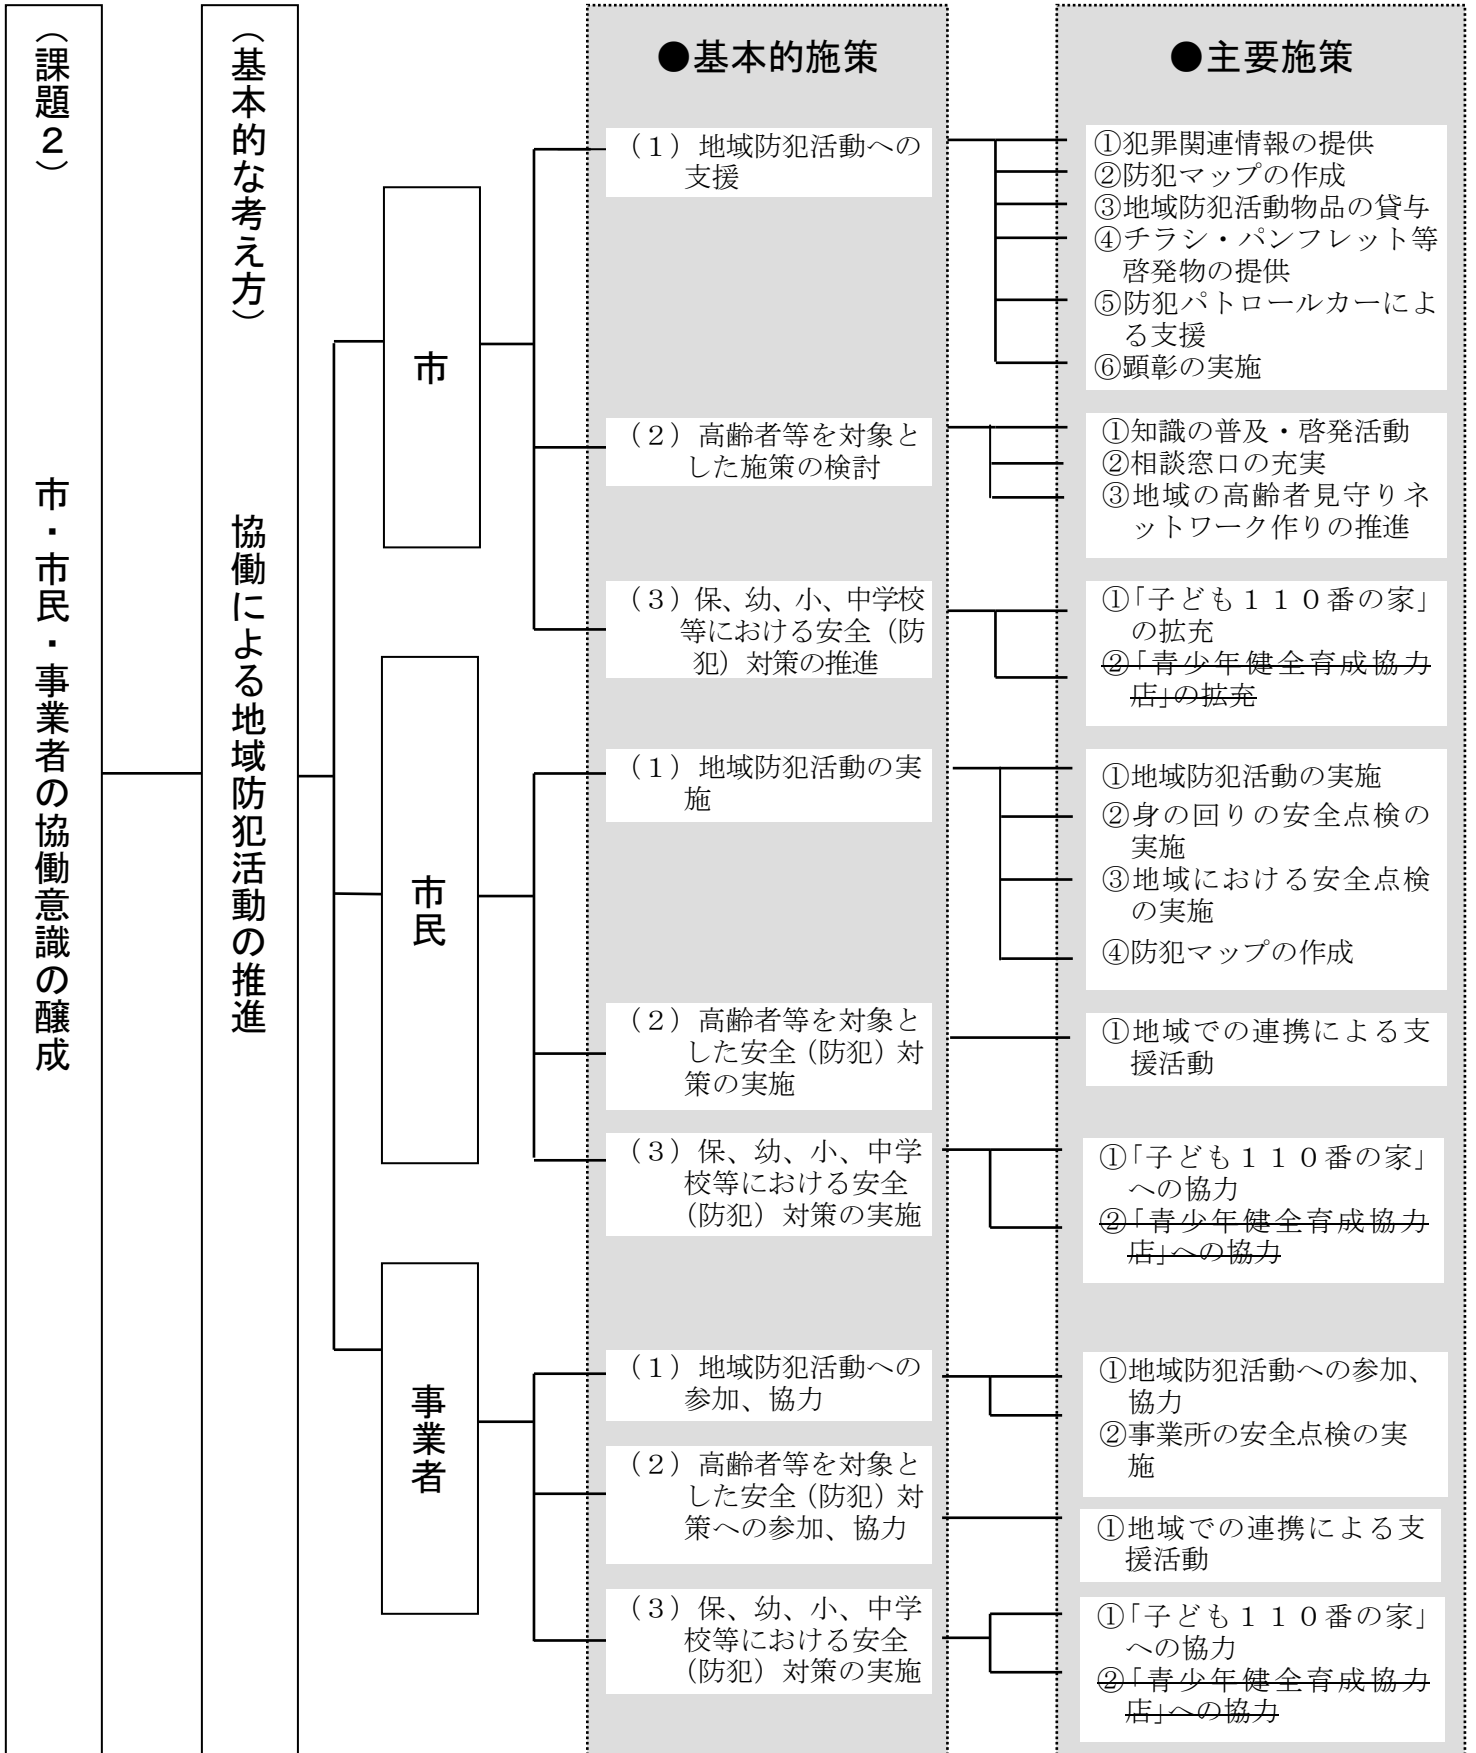 （課題２）
市・市民・事業者の協働意識の醸成
（基本的な考え方）
協働による地域防犯活動の推進
市
市民
事業者
●基本的施策
（１）地域防犯活動への
支援
（２）高齢者等を対象と
した施策の検討
（３）保、幼、小、中学校
等における安全（防
犯）対策の推進
（１）地域防犯活動の実
施
（２）高齢者等を対象と
した安全（防犯）対
策の実施
（３）保、幼、小、中学
校等における安全
（防犯）対策の実施
（１）地域防犯活動への
参加、協力
（２）高齢者等を対象と
した安全（防犯）対
策への参加、協力
（３）保、幼、小、中学
校等における安全
（防犯）対策の実施
●主要施策
①犯罪関連情報の提供
②防犯マップの作成
③地域防犯活動物品の貸与
④チラシ・パンフレット等
啓発物の提供
⑤防犯パトロールカーによ
る支援
⑥顕彰の実施
①知識の普及・啓発活動
②相談窓口の充実
③地域の高齢者見守りネ
ットワーク作りの推進
①「子ども１１０番の家」
の拡充
②「青少年健全育成協力
店」の拡充
①地域防犯活動の実施
②身の回りの安全点検の
実施
③地域における安全点検
の実施
④防犯マップの作成
①地域での連携による支
援活動
①「子ども１１０番の家」
への協力
②「青少年健全育成協力
店」への協力
①地域防犯活動への参加、
協力
②事業所の安全点検の実
施
①地域での連携による支
援活動
①「子ども１１０番の家」
への協力
②「青少年健全育成協力
店」への協力